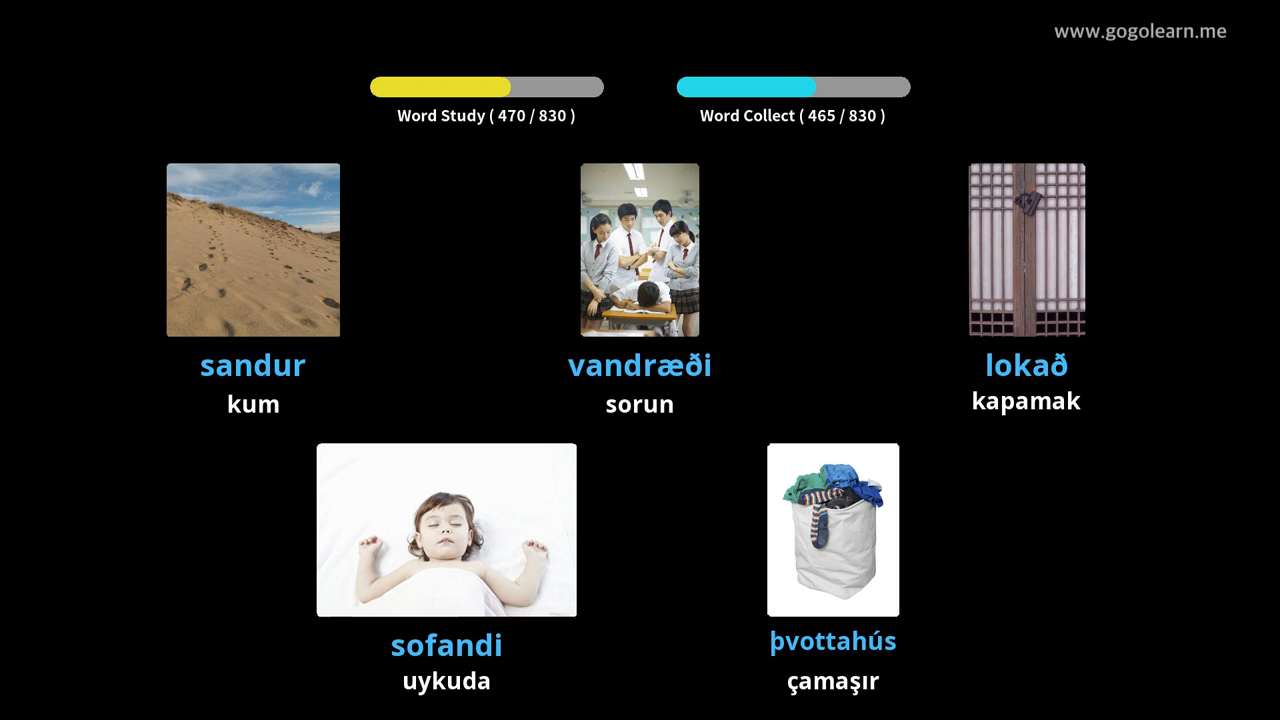 www.gogolearn.me
Word Study ( 470 / 830 )
Word Collect ( 465 / 830 )
sandur
kum
vandræði
sorun
lokað
kapamak
sofandi
uykuda
þvottahús
çamaşır